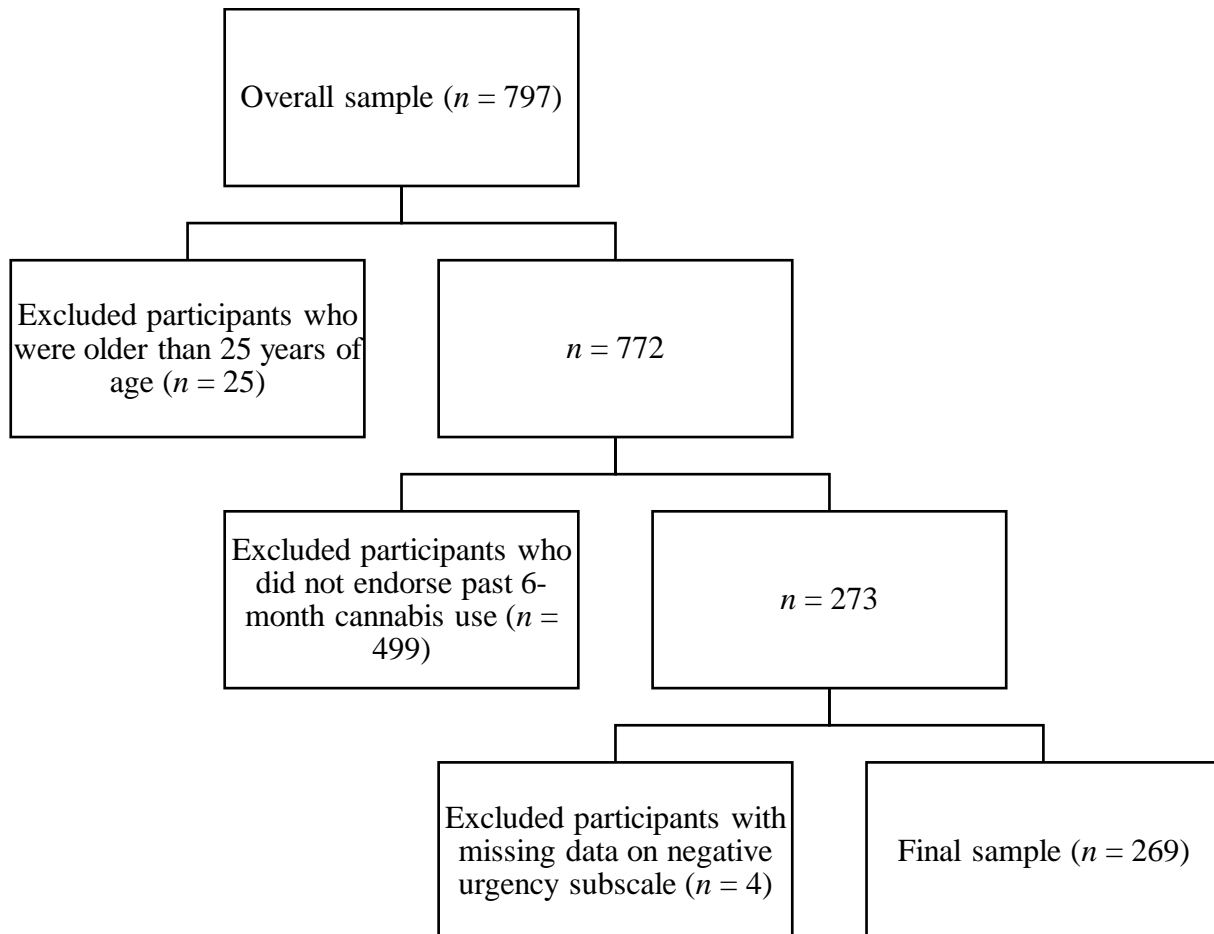 Overall sample (n = 797)
Excluded participants who
were older than 25 years of
age (n = 25)
n = 772
Excluded participants who
did not endorse past 6-
month cannabis use (n =
499)
n = 273
Excluded participants with
missing data on negative
urgency subscale (n = 4)
Final sample (n = 269)